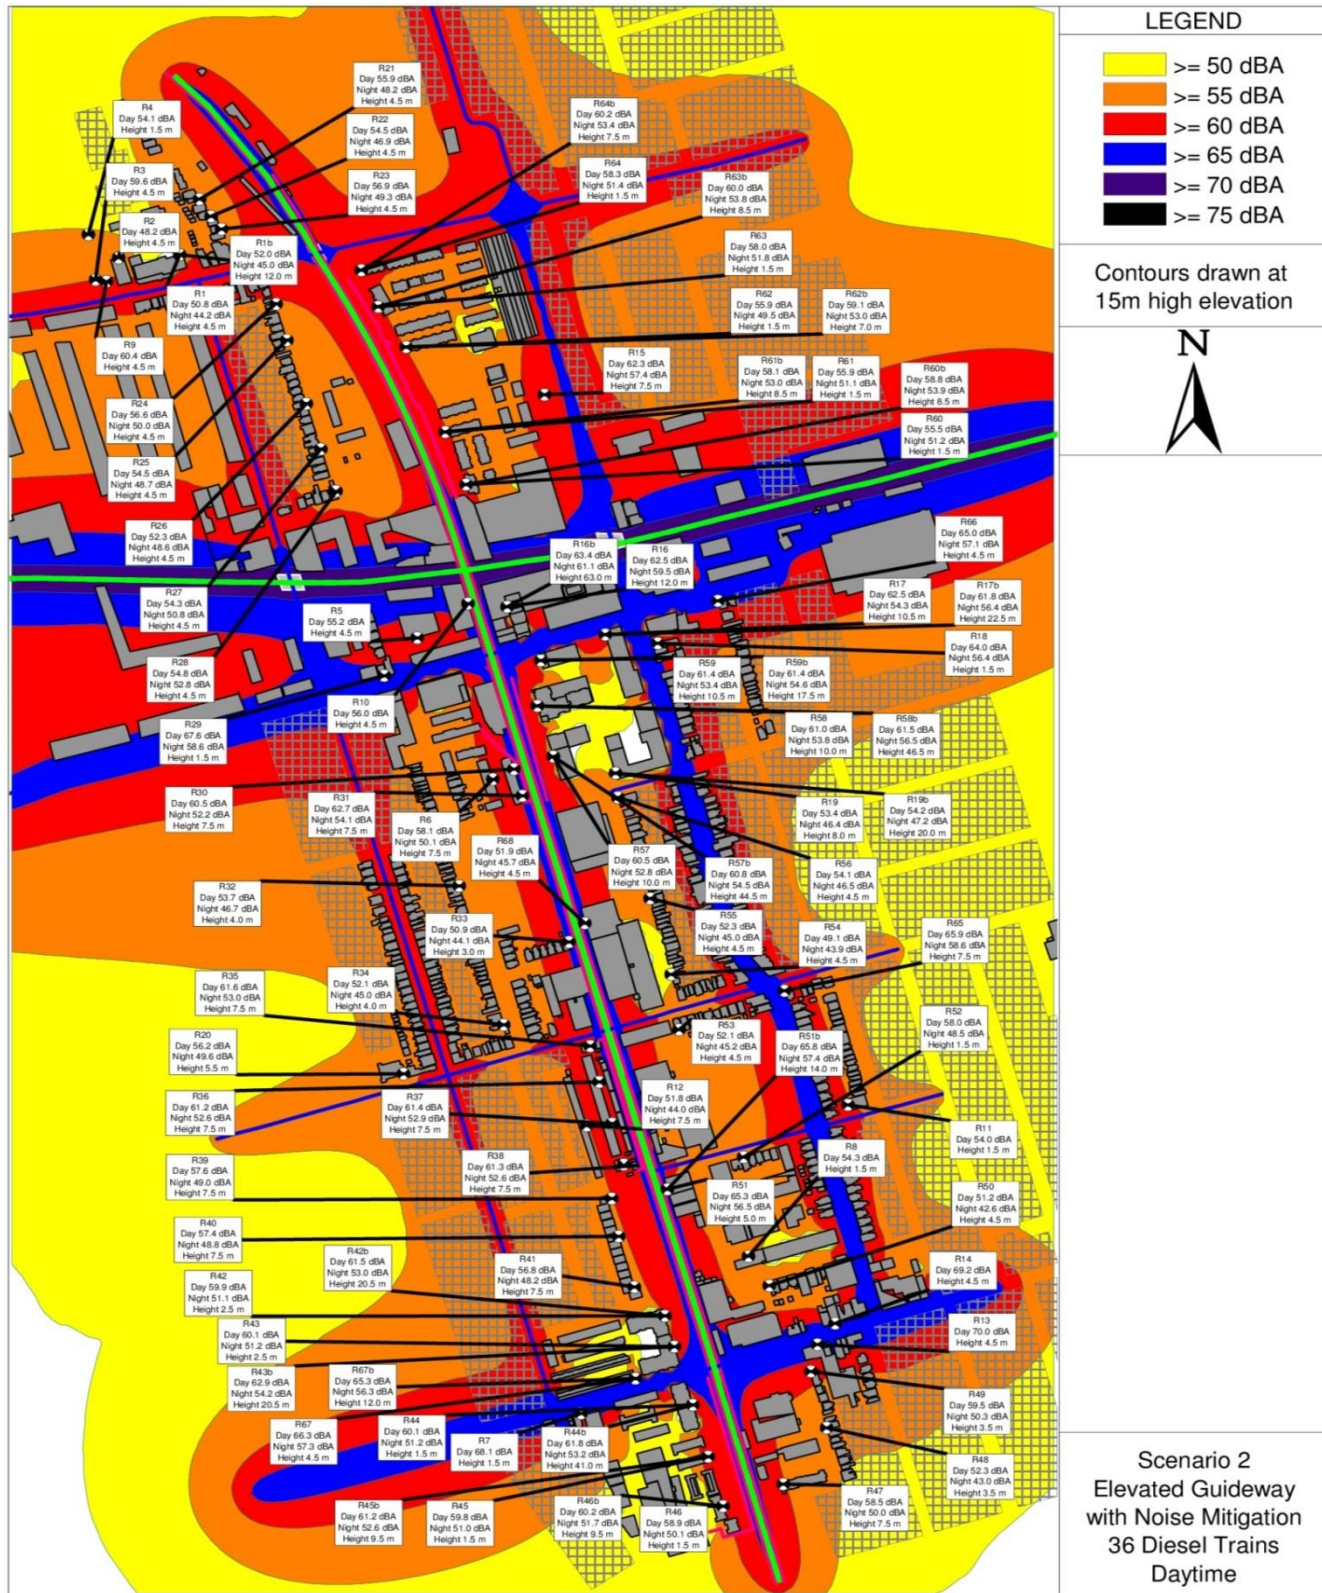 LEGEND
>= 50 dBA
>= 55 dBA
>= 60 dBA
>= 65 dBA
>= 70 dBA
>= 75 dBA
Contours drawn at
15m high elevation
N
R21
Day 55.9 dBA
Night 48.2 dBA
Height 4.5 m
R4
Day 54.1 dBA
Height 1.5 m
R22
Day 54.5 dBA
Night 46.9 dBA
Height 4.5 m
R64b
Day 60.2 dBA
Night 53.4 dBA
Height 7.5 m
R3
Day 59.6 dBA
Height 4.5 m
R23
Day 56.9 dBA
Night 49.3 dBA
Height 4.5 m
R64
Day 58.3 dBA
Night 51.4 dBA
Height 1.5 m
R63b
Day 60.0 dBA
Night 53.8 dBA
Height 8.5 m
R2
Day 48.2 dBA
Height 4.5 m
R1b
Day 52.0 dBA
Night 45.0 dBA
Height 12.0 m
R63
Day 58.0 dBA
Night 51.8 dBA
Height 1.5 m
R1
Day 50.8 dBA
Night 44.2 dBA
Height 4.5 m
R62
Day 55.9 dBA
Night 49.5 dBA
Height 1.5 m
R62b
Day 59.1 dBA
Night 53.0 dBA
Height 7.0 m
R9
Day 60.4 dBA
Height 4.5 m
R15
Day 62.3 dBA
Night 57.4 dBA
Height 7.5 m
R61b
Day 58.1 dBA
Night 53.0 dBA
Height 8.5 m
R61
Day 55.9 dBA
Night 51.1 dBA
Height 1.5 m
R60b
Day 58.8 dBA
Night 53.9 dBA
Height 8.5 m
R24
Day 56.6 dBA
Night 50.0 dBA
Height 4.5 m
R60
Day 55.5 dBA
Night 51.2 dBA
Height 1.5 m
R25
Day 54.5 dBA
Night 48.7 dBA
Height 4.5 m
R26
Day 52.3 dBA
Night 48.6 dBA
Height 4.5 m
R66
Day 65.0 dBA
Night 57.1 dBA
Height 4.5 m
R16b
Day 63.4 dBA
Night 61.1 dBA
Height 63.0 m
R16
Day 62.5 dBA
Night 59.5 dBA
Height 12.0 m
R27
Day 54.3 dBA
Night 50.8 dBA
Height 4.5 m
R5
Day 55.2 dBA
Height 4.5 m
R17
Day 62.5 dBA
Night 54.3 dBA
Height 10.5 m
R17b
Day 61.8 dBA
Night 56.4 dBA
Height 22.5 m
R18
Day 64.0 dBA
Night 56.4 dBA
Height 1.5 m
R28
Day 54.8 dBA
Night 52.8 dBA
Height 4.5 m
R59
Day 61.4 dBA
Night 53.4 dBA
Height 10.5 m
R59b
Day 61.4 dBA
Night 54.6 dBA
Height 17.5 m
R10
Day 56.0 dBA
Height 4.5 m
R29
Day 67.6 dBA
Night 58.6 dBA
Height 1.5 m
R58
Day 61.0 dBA
Night 53.8 dBA
Height 10.0 m
R58b
Day 61.5 dBA
Night 56.5 dBA
Height 46.5 m
R30
Day 60.5 dBA
Night 52.2 dBA
Height 7.5 m
R31
Day 62.7 dBA
Night 54.1 dBA
Height 7.5 m
R6
Day 58.1 dBA
Night 50.1 dBA
Height 7.5 m
R19
Day 53.4 dBA
Night 46.4 dBA
Height 8.0 m
R19b
Day 54.2 dBA
Night 47.2 dBA
Height 20.0 m
R68
Day 51.9 dBA
Night 45.7 dBA
Height 4.5 m
R57
Day 60.5 dBA
Night 52.8 dBA
Height 10.0 m
R57b
Day 60.8 dBA
Night 54.5 dBA
Height 44.5 m
R56
Day 54.1 dBA
Night 46.5 dBA
Height 4.5 m
R32
Day 53.7 dBA
Night 46.7 dBA
Height 4.0 m
R33
Day 50.9 dBA
Night 44.1 dBA
Height 3.0 m
R55
Day 52.3 dBA
Night 45.0 dBA
Height 4.5 m
R54
Day 49.1 dBA
Night 43.9 dBA
Height 4.5 m
R65
Day 65.9 dBA
Night 58.6 dBA
Height 7.5 m
R35
Day 61.6 dBA
Night 53.0 dBA
Height 7.5 m
R34
Day 52.1 dBA
Night 45.0 dBA
Height 4.0 m
R20
Day 56.2 dBA
Night 49.6 dBA
Height 5.5 m
R53
Day 52.1 dBA
Night 45.2 dBA
Height 4.5 m
R51b
Day 65.8 dBA
Night 57.4 dBA
Height 14.0 m
R52
Day 58.0 dBA
Night 48.5 dBA
Height 1.5 m
R36
Day 61.2 dBA
Night 52.6 dBA
Height 7.5 m
R37
Day 61.4 dBA
Night 52.9 dBA
Height 7.5 m
R12
Day 51.8 dBA
Night 44.0 dBA
Height 7.5 m
R11
Day 54.0 dBA
Height 1.5 m
R8
Day 54.3 dBA
Height 1.5 m
R39
Day 57.6 dBA
Night 49.0 dBA
Height 7.5 m
R38
Day 61.3 dBA
Night 52.6 dBA
Height 7.5 m
R51
Day 65.3 dBA
Night 56.5 dBA
Height 5.0 m
R50
Day 51.2 dBA
Night 42.6 dBA
Height 4.5 m
R40
Day 57.4 dBA
Night 48.8 dBA
Height 7.5 m
R42b
Day 61.5 dBA
Night 53.0 dBA
Height 20.5 m
R41
Day 56.8 dBA
Night 48.2 dBA
Height 7.5 m
R14
Day 69.2 dBA
Height 4.5 m
R42
Day 59.9 dBA
Night 51.1 dBA
Height 2.5 m
R13
Day 70.0 dBA
Height 4.5 m
R43
Day 60.1 dBA
Night 51.2 dBA
Height 2.5 m
R43b
Day 62.9 dBA
Night 54.2 dBA
Height 20.5 m
R67b
Day 65.3 dBA
Night 56.3 dBA
Height 12.0 m
R49
Day 59.5 dBA
Night 50.3 dBA
Height 3.5 m
R67
Day 66.3 dBA
Night 57.3 dBA
Height 4.5 m
R44
Day 60.1 dBA
Night 51.2 dBA
Height 1.5 m
R7
Day 68.1 dBA
Height 1.5 m
R44b
Day 61.8 dBA
Night 53.2 dBA
Height 41.0 m
R48
Day 52.3 dBA
Night 43.0 dBA
Height 3.5 m
R45b
Day 61.2 dBA
Night 52.6 dBA
Height 9.5 m
R45
Day 59.8 dBA
Night 51.0 dBA
Height 1.5 m
R46b
Day 60.2 dBA
Night 51.7 dBA
Height 9.5 m
R46
Day 58.9 dBA
Night 50.1 dBA
Height 1.5 m
R47
Day 58.5 dBA
Night 50.0 dBA
Height 7.5 m
Scenario 2
Elevated Guideway
with Noise Mitigation
36 Diesel Trains
Daytime